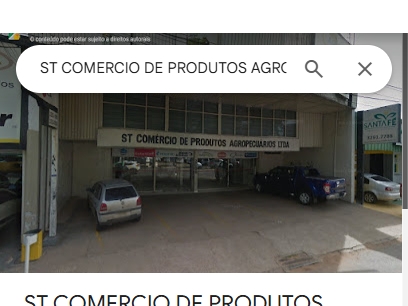 O conteúdo pode estar sujeito a direitos autorais
ST COMERCIO DE PRODUTOS AGRO
ST COMÉRCIO DE PRODUTOS AGROPECUÁRIOS LTDA
SANTA FÉ
ST COMERCIO DE PRODUTOS